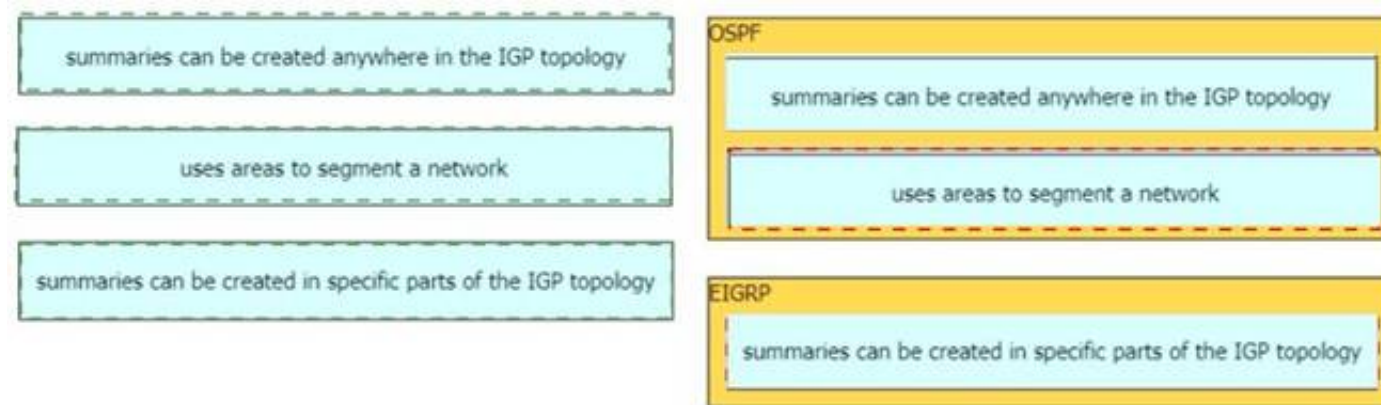 summaries can be created anywhere in the IGP topology
uses areas to segment a network
summaries can be created in specific parts of the IGP topology
OSPF
summaries can be created anywhere in the IGP topology
uses areas to segment a network
EIGRP
summaries can be created in specific parts of the IGP topology